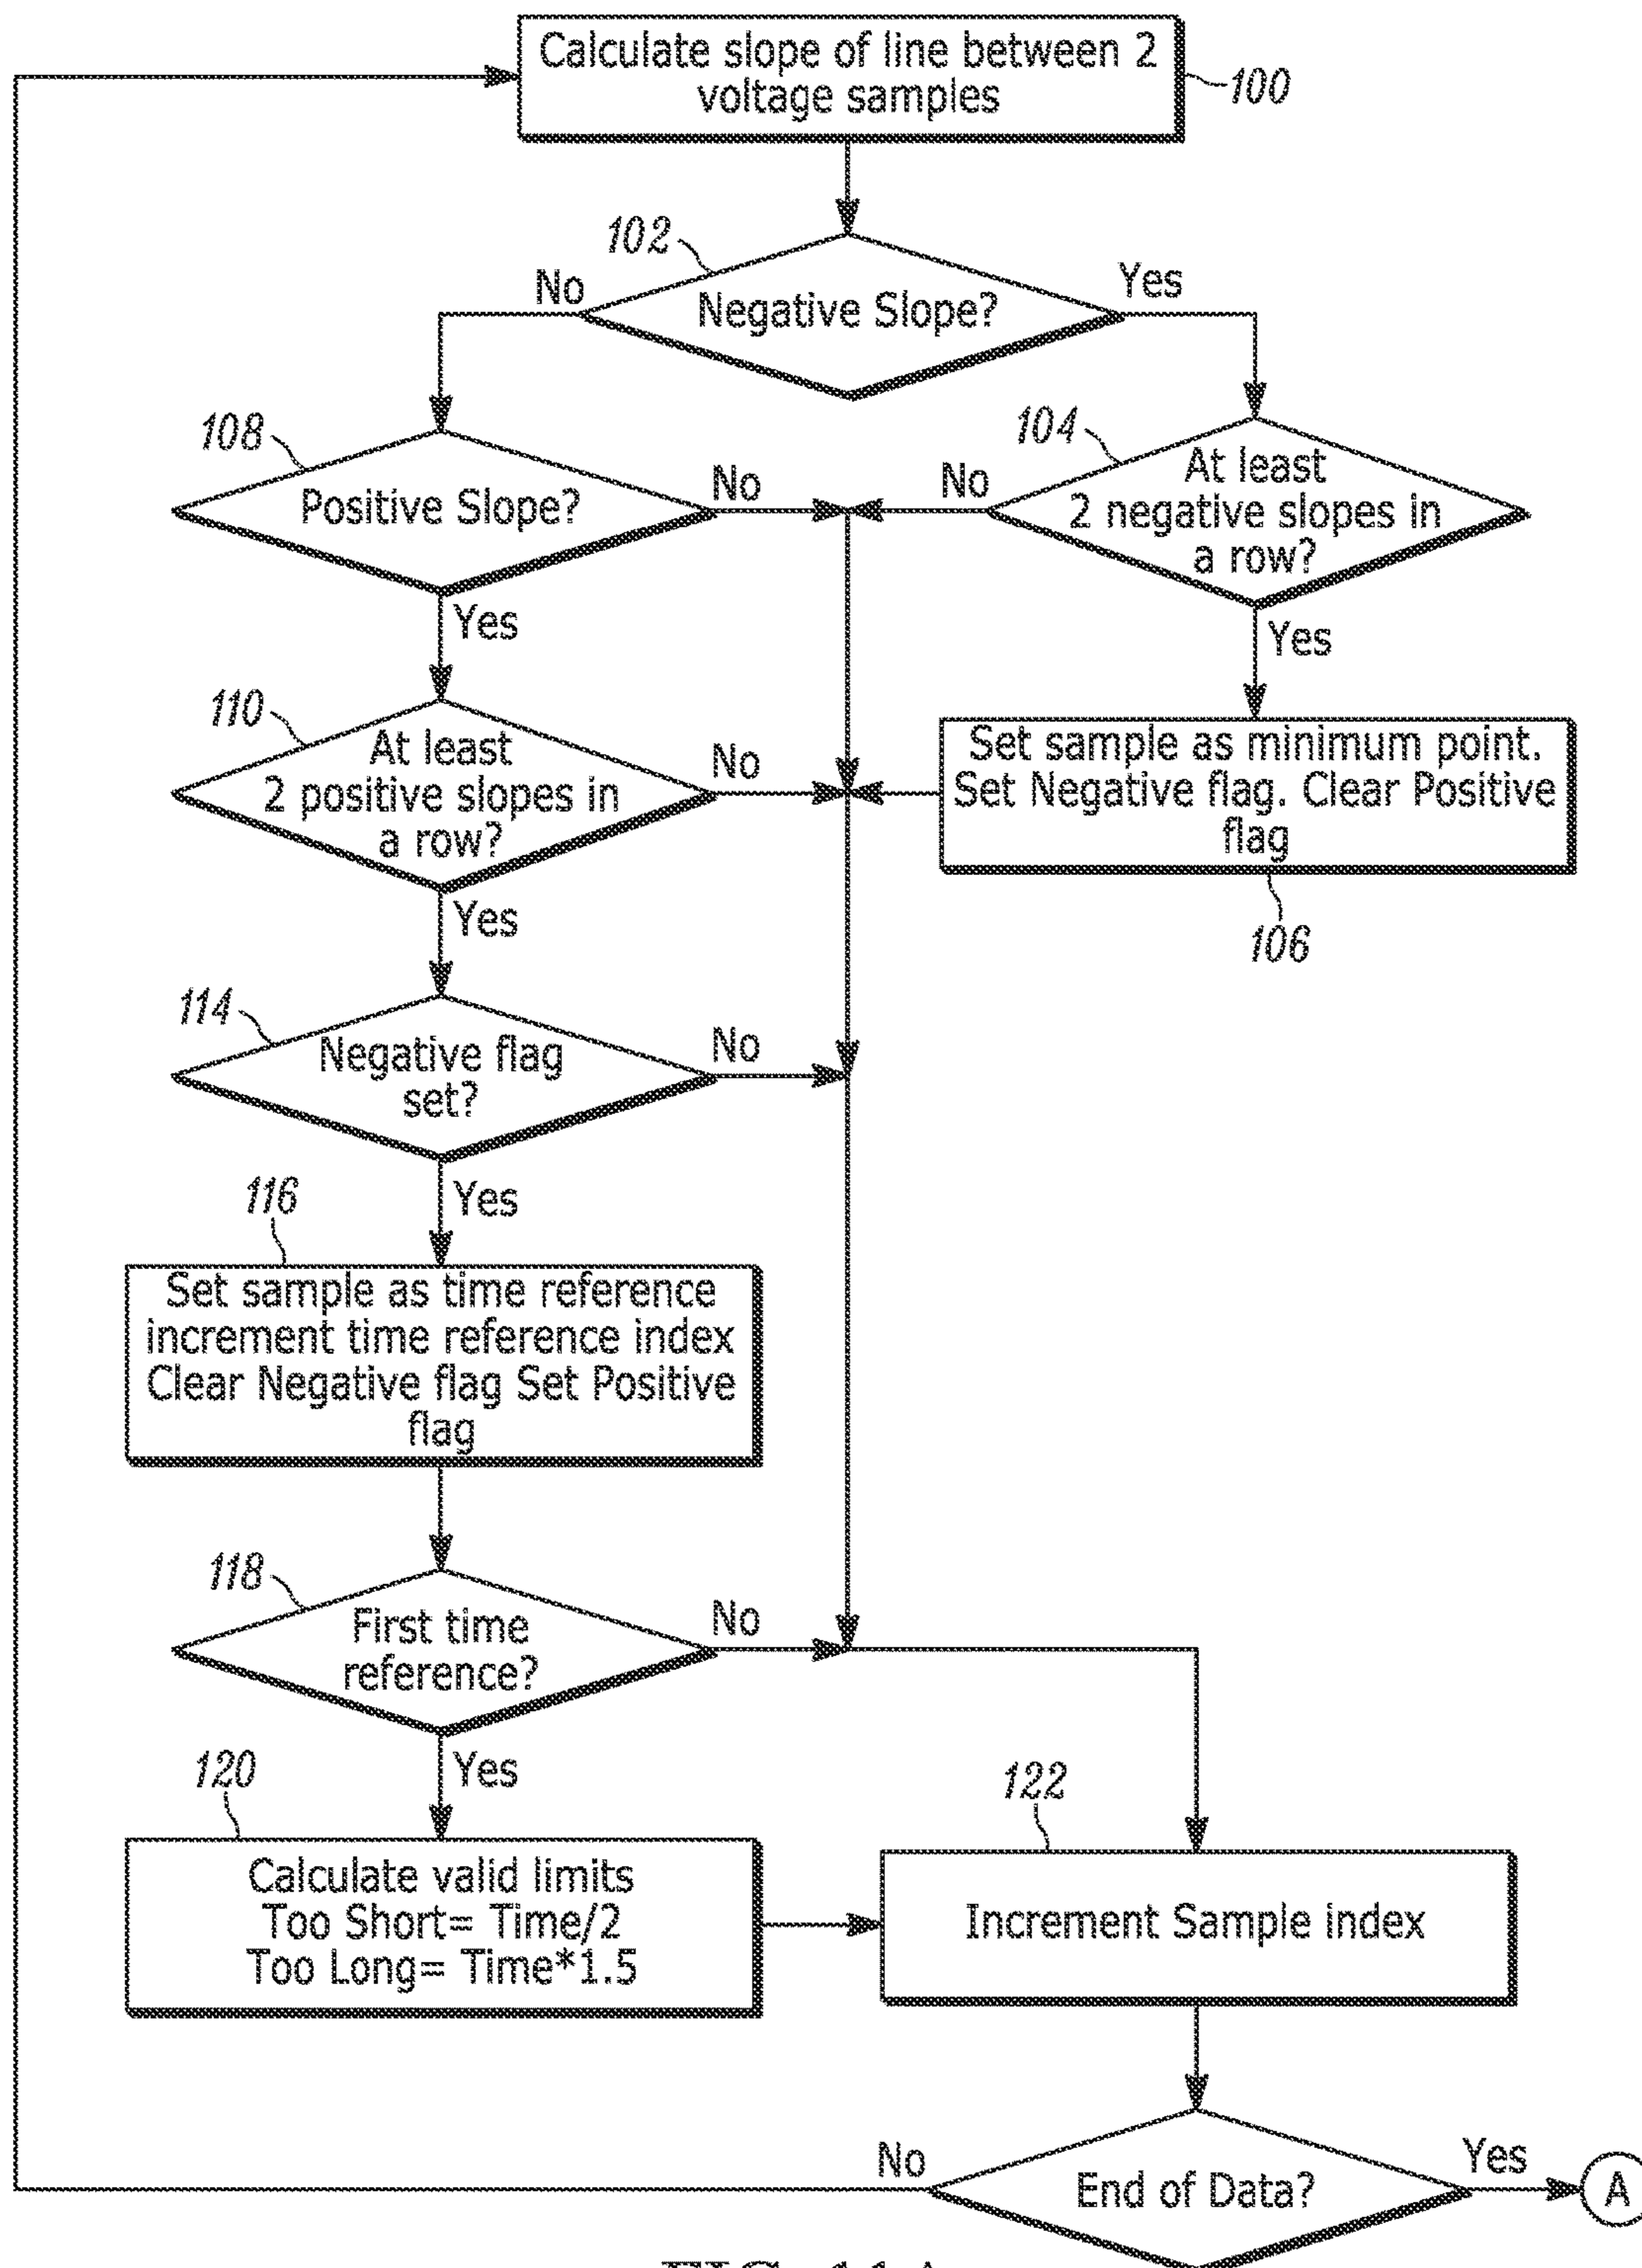 Calculate slope of line between 2
voltage samples
100
102
Negative Slope?
No
Yes
108
Positive Slope?
No
Yes
104
At least
2 negative slopes in
a row?
No
Yes
110
At least
2 positive slopes in
a row?
No
Yes
Set sample as minimum point.
Set Negative flag. Clear Positive
flag
106
114
Negative flag
set?
No
Yes
116
Set sample as time reference
increment time reference index
Clear Negative flag Set Positive
flag
118
First time
reference?
No
Yes
120
Calculate valid limits
Too Short= Time/2
Too Long= Time*1.5
122
Increment Sample index
End of Data?
No
Yes
A